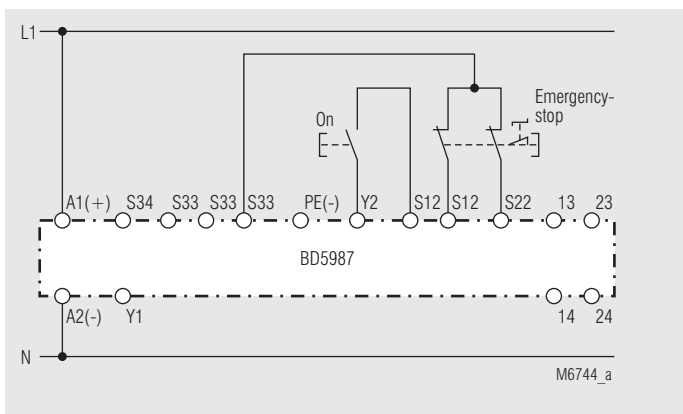 L1
Emergency-
stop
On
A1(+) S34 S33 S33 S33 PE(-) Y2 S12 S12 S22 13 23
BD5987
A2(-) Y1 14 24
N
M6744_a